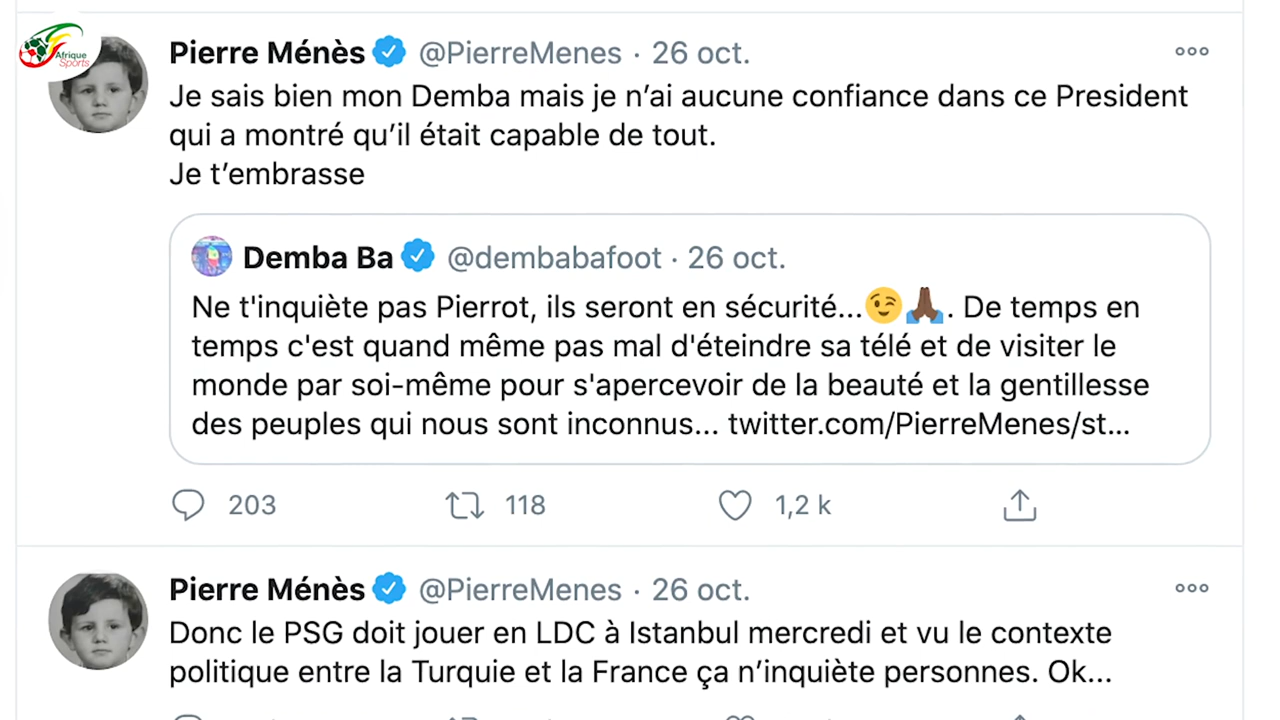 Afrique
Sports
Pierre Ménès @PierreMenes · 26 oct.
Je sais bien mon Demba mais je n’ai aucune confiance dans ce President
qui a montré qu’il était capable de tout.
Je t’embrasse
Demba Ba @dembabafoot · 26 oct.
Ne t'inquiète pas Pierrot, ils seront en sécurité...😉🙏🏾. De temps en
temps c'est quand même pas mal d'éteindre sa télé et de visiter le
monde par soi-même pour s'apercevoir de la beauté et la gentillesse
des peuples qui nous sont inconnus... twitter.com/PierreMenes/st...
203 118 1,2 k
Pierre Ménès @PierreMenes · 26 oct.
Donc le PSG doit jouer en LDC à Istanbul mercredi et vu le contexte
politique entre la Turquie et la France ça n’inquiète personnes. Ok...